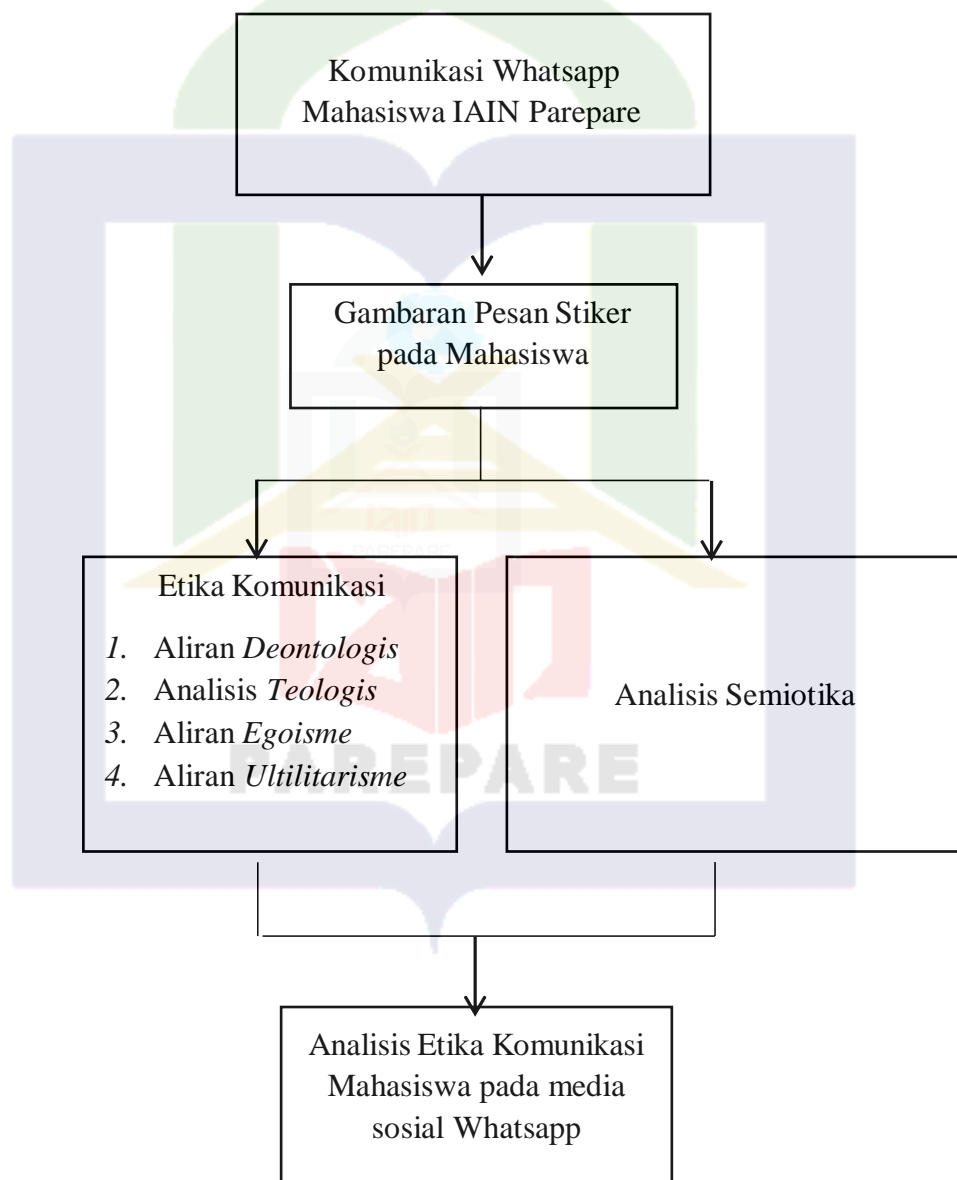 Komunikasi Whatsapp
Mahasiswa IAIN Parepare
Gambaran Pesan Stiker
pada Mahasiswa
Etika Komunikasi
1. Aliran Deontologis
2. Analisis Teologis
3. Aliran Egoisme
4. Aliran Ultilitarisme
Analisis Semiotika
PAREPARE
PAREPARE
Analisis Etika Komunikasi
Mahasiswa pada media
sosial Whatsapp